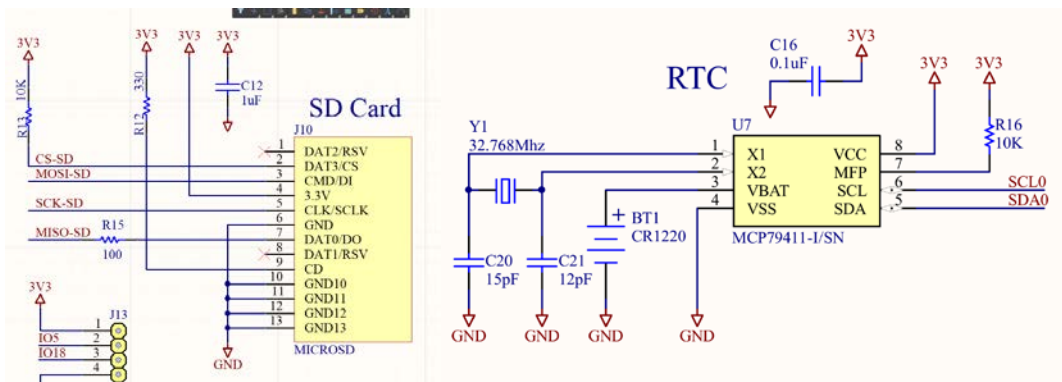 3V3
3V3
3V3
3V3
10K
R13
330
R12
C12
1uF
SD Card
J10
CS-SD
MOSI-SD
SCK-SD
MISO-SD
R15
100
1 DAT2/RSV
2 DAT3/CS
3 CMD/DI
4 3.3V
5 CLK/SCLK
6 GND
7 DAT0/DO
8 DAT1/RSV
9 CD
10 GND10
11 GND11
12 GND12
13 GND13
MICROSD
GND
3V3
J13
1
IO5 2
IO18 3
4
RTC
C16
0.1uF
3V3
3V3
3V3
R16
10K
Y1
32.768Mhz
U7
1 X1 VCC 8
2 X2 MFP 7
3 VBAT SCL 6 SCL0
4 VSS SDA 5 SDA0
MCP79411-I/SN
BT1
CR1220
C20
15pF
C21
12pF
GND
GND
GND
GND